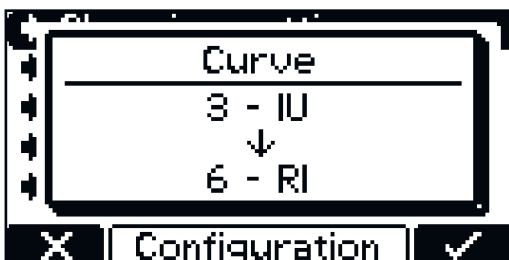 Curve
3 - IU
↓
6 - RI
Configuration